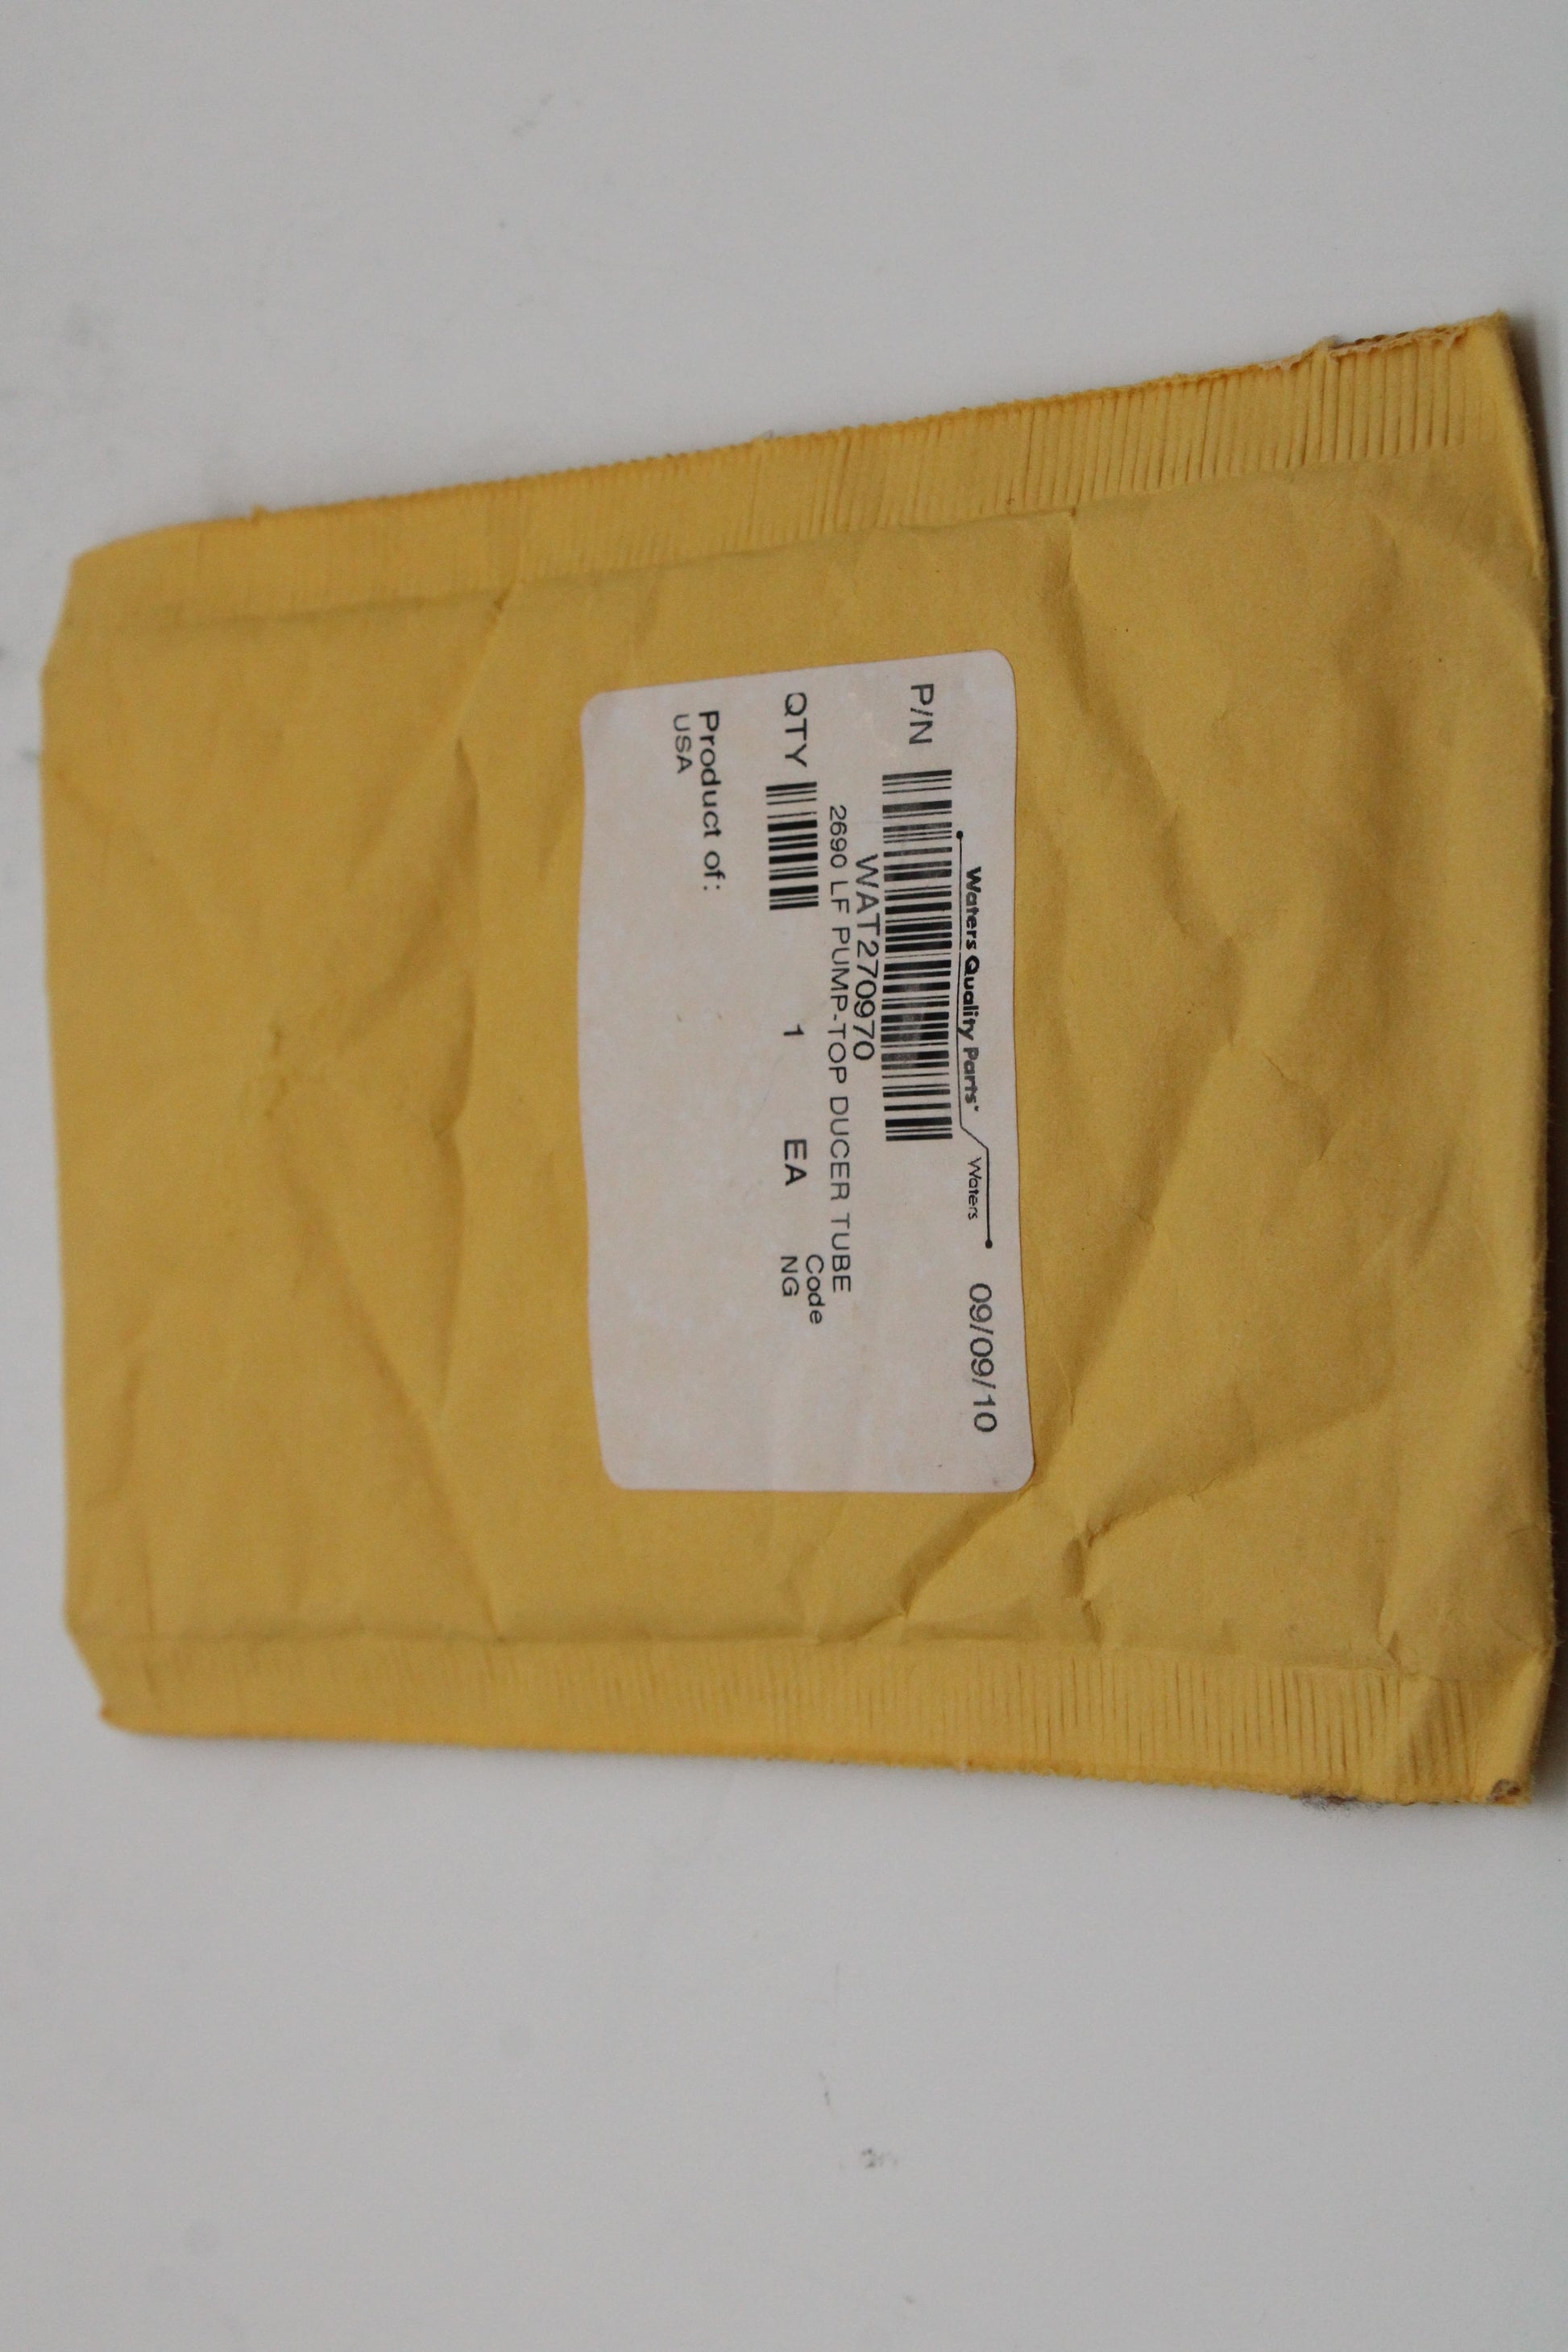 Waters Quality Parts® Waters 09/09/10
P/N
WAT270970
2690 LF PUMP-TOP DUCER TUBE
QTY 1 EA Code
NG
Product of:
USA